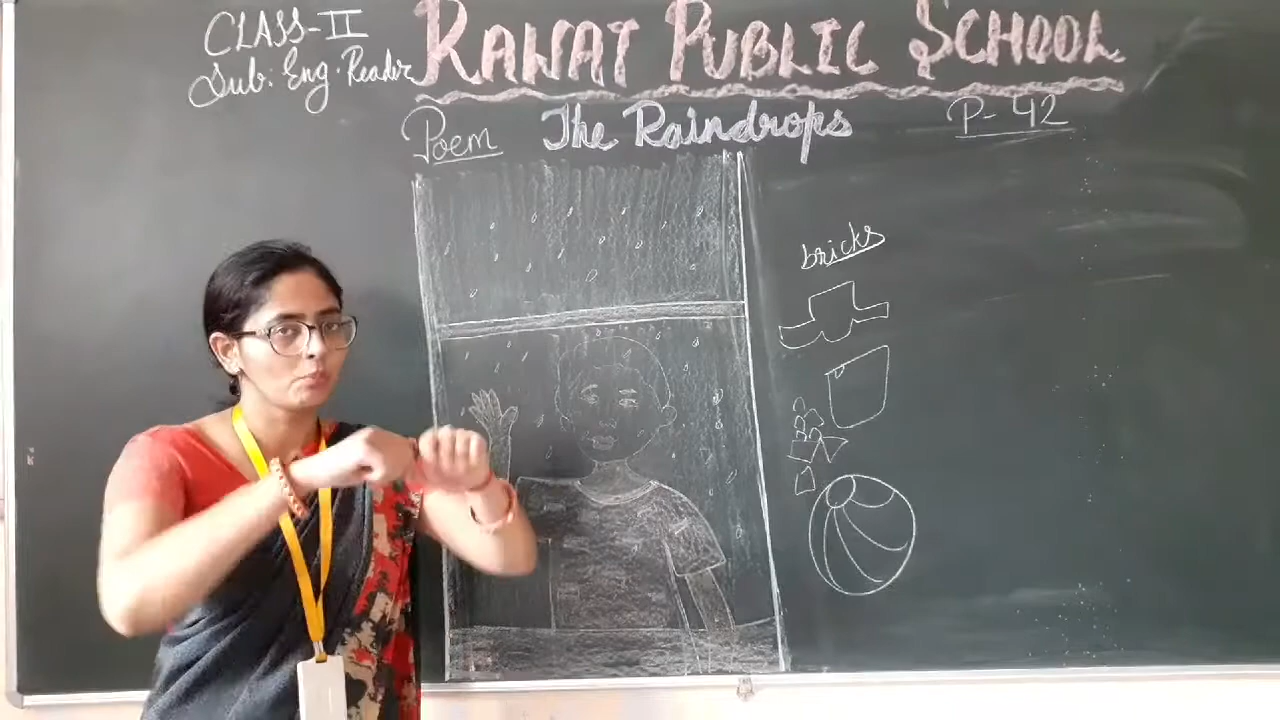 CLASS-II
Sub: Eng. Reader
RAWAT PUBLIC SCHOOL
Poem The Raindrops P-42
bricks